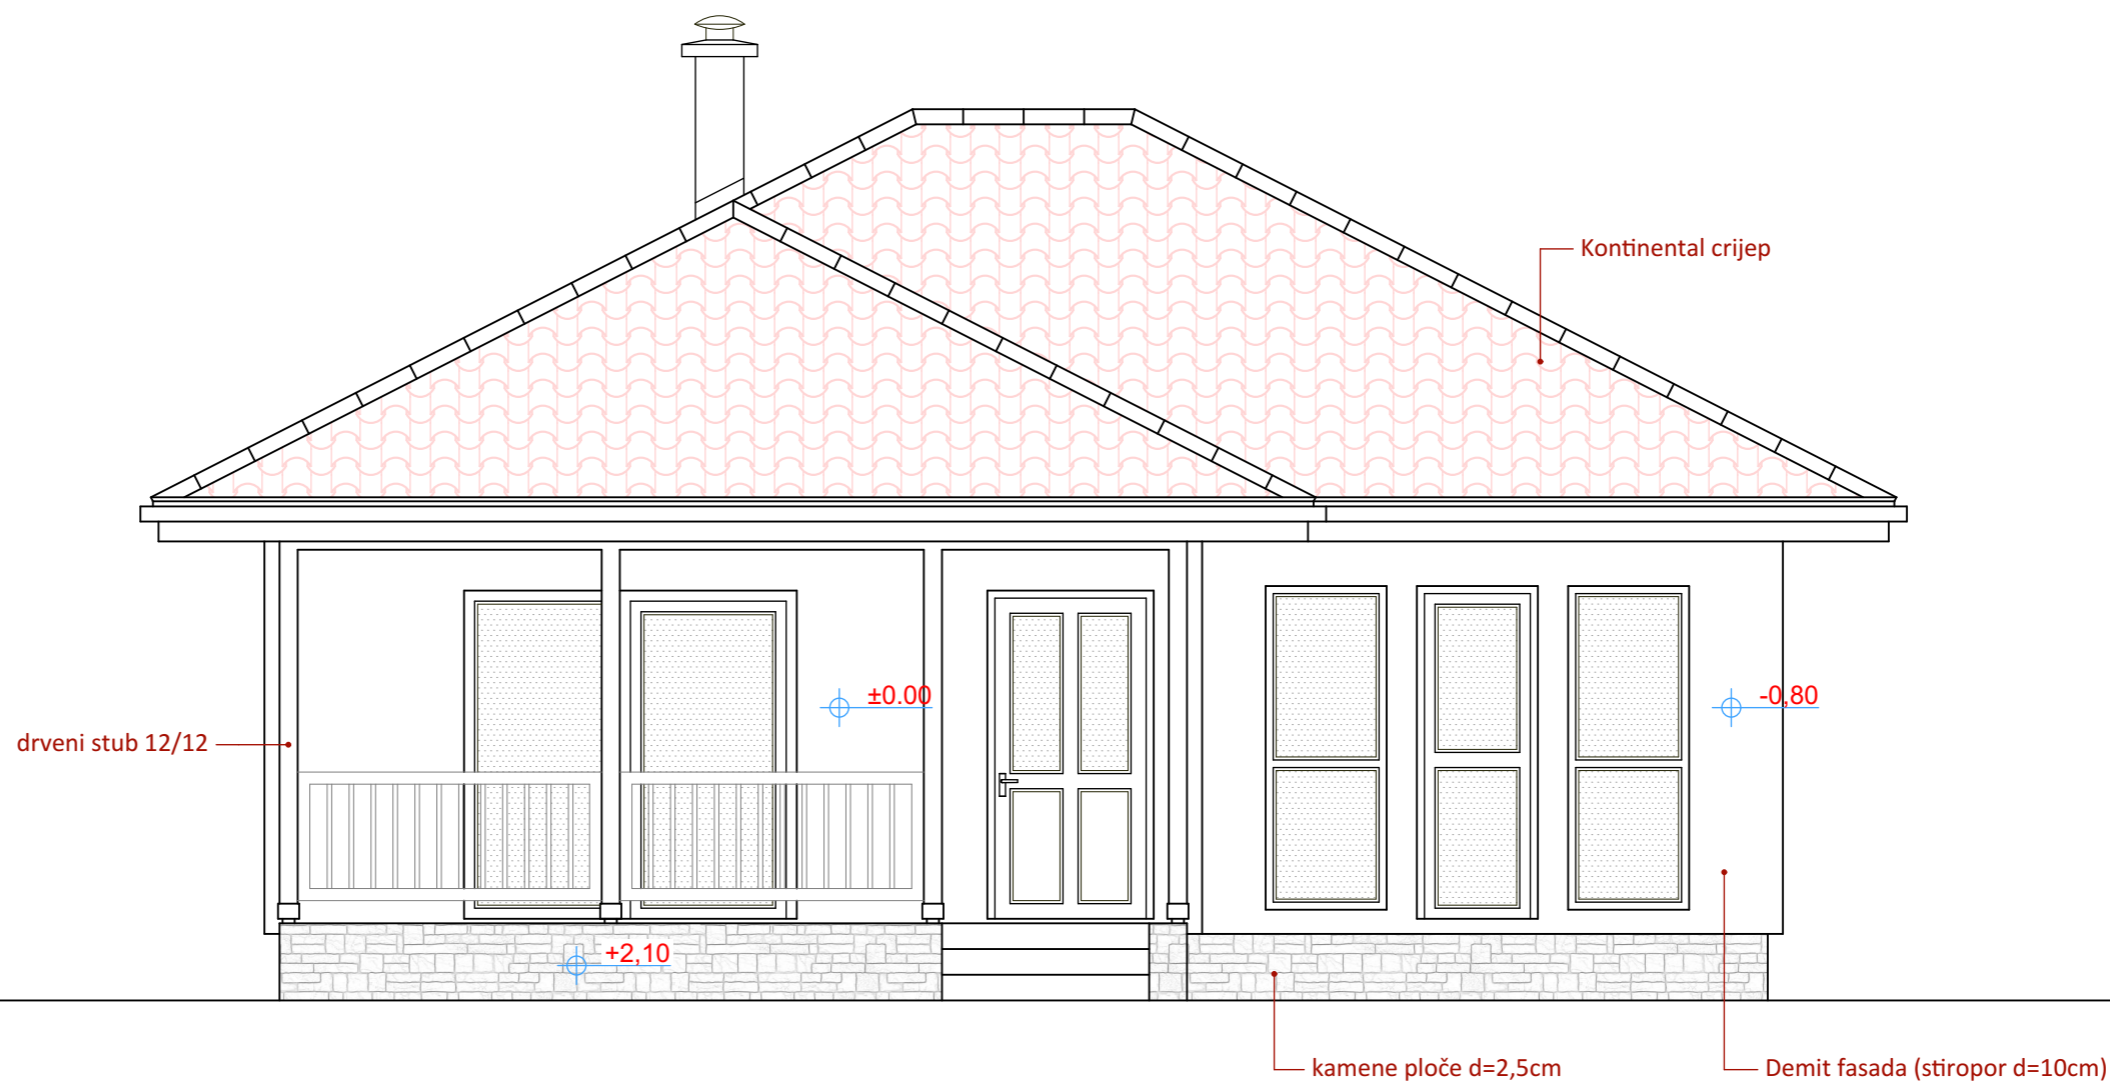 Kontinental crijep
±0.00
-0,80
drveni stub 12/12
+2,10
kamene ploče d=2,5cm
Demit fasada (stiropor d=10cm)